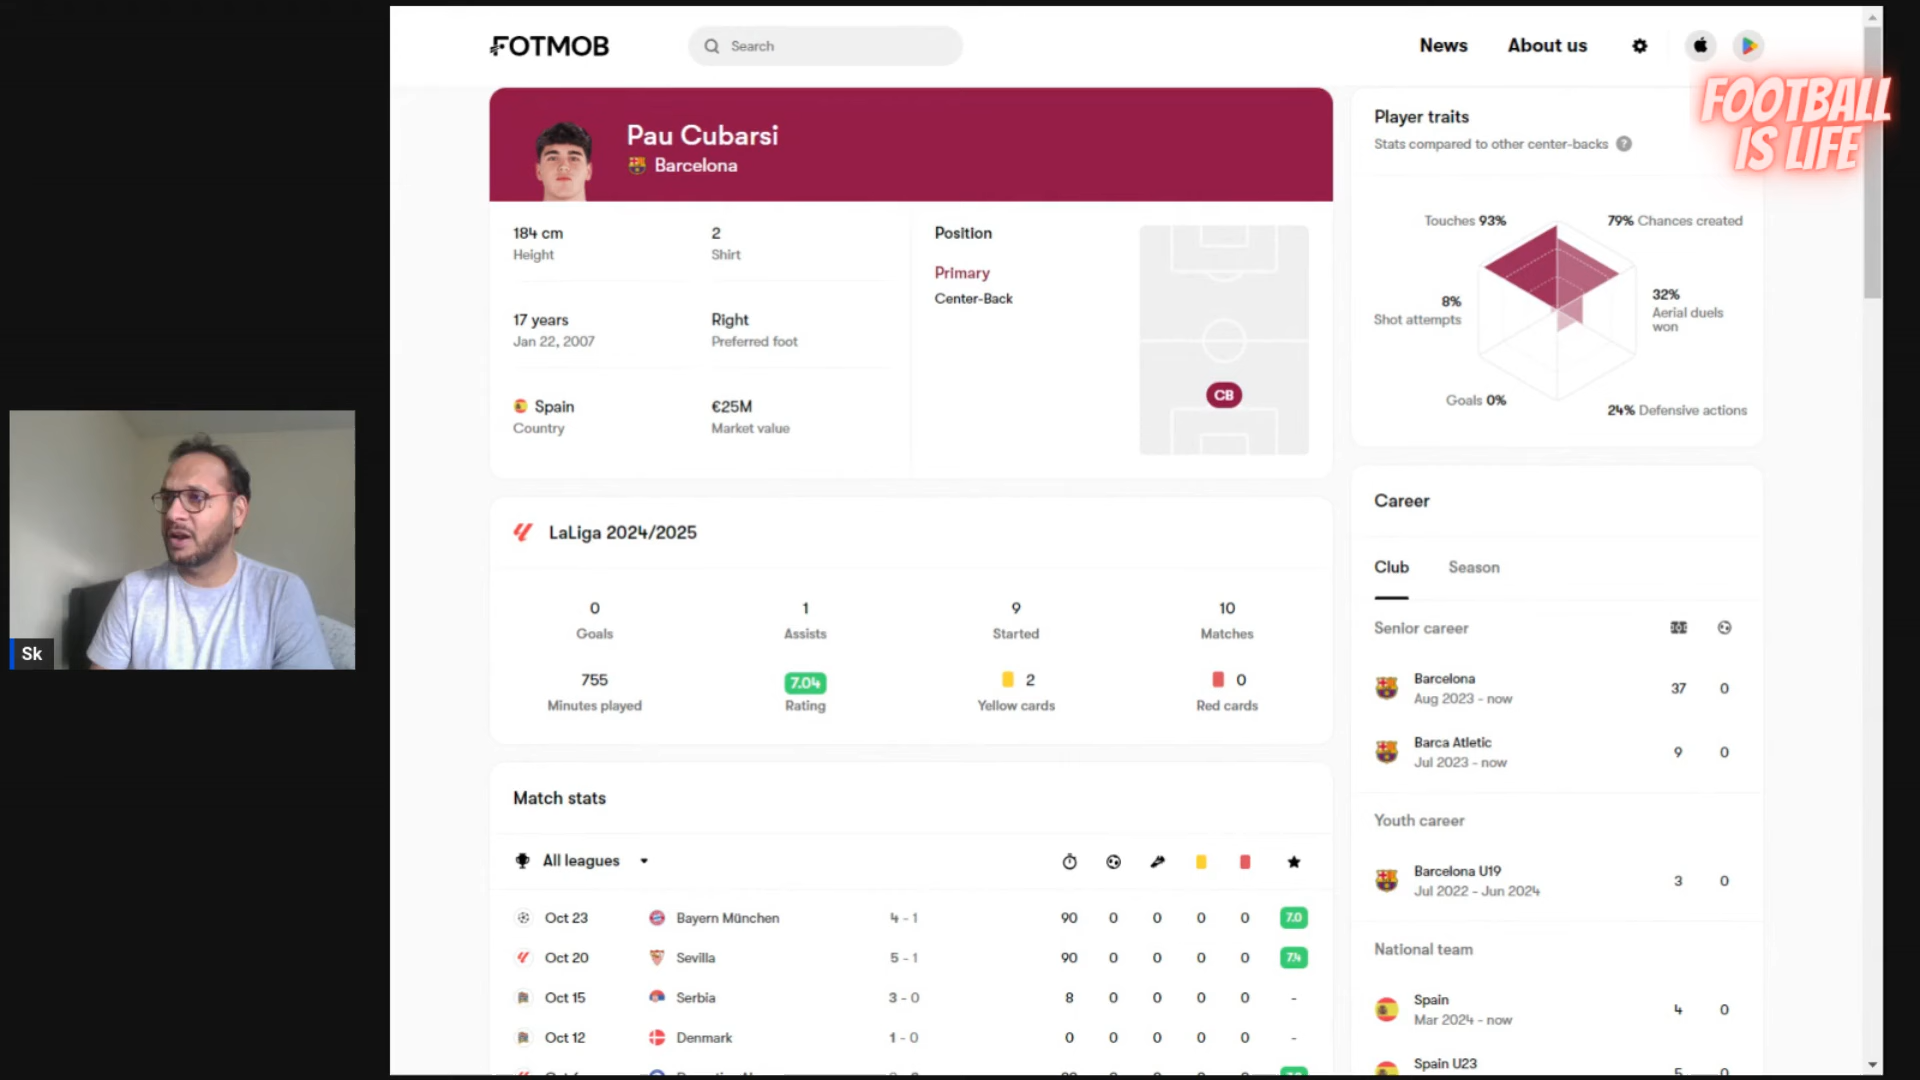 FOTMOB
Search
News
About us
FOOTBALL
IS LIFE
Pau Cubarsi
Barcelona
184 cm
Height
2
Shirt
17 years
Jan 22, 2007
Right
Preferred foot
Spain
Country
€25M
Market value
Position
Primary
Center-Back
CB
Player traits
Stats compared to other center-backs ?
Touches 93%
79% Chances created
8%
Shot attempts
32%
Aerial duels
won
Goals 0%
24% Defensive actions
LaLiga 2024/2025
0
Goals
1
Assists
9
Started
10
Matches
755
Minutes played
7.04
Rating
2
Yellow cards
0
Red cards
Match stats
All leagues
Oct 23 Bayern München 4 - 1 90 0 0 0 0 7.0
Oct 20 Sevilla 5 - 1 90 0 0 0 0 7.4
Oct 15 Serbia 3 - 0 8 0 0 0 0 -
Oct 12 Denmark 1 - 0 0 0 0 0 0 -
Career
Club Season
Senior career
Barcelona
Aug 2023 - now
37 0
Barca Atletic
Jul 2023 - now
9 0
Youth career
Barcelona U19
Jul 2022 - Jun 2024
3 0
National team
Spain
Mar 2024 - now
4 0
Spain U23
Sk